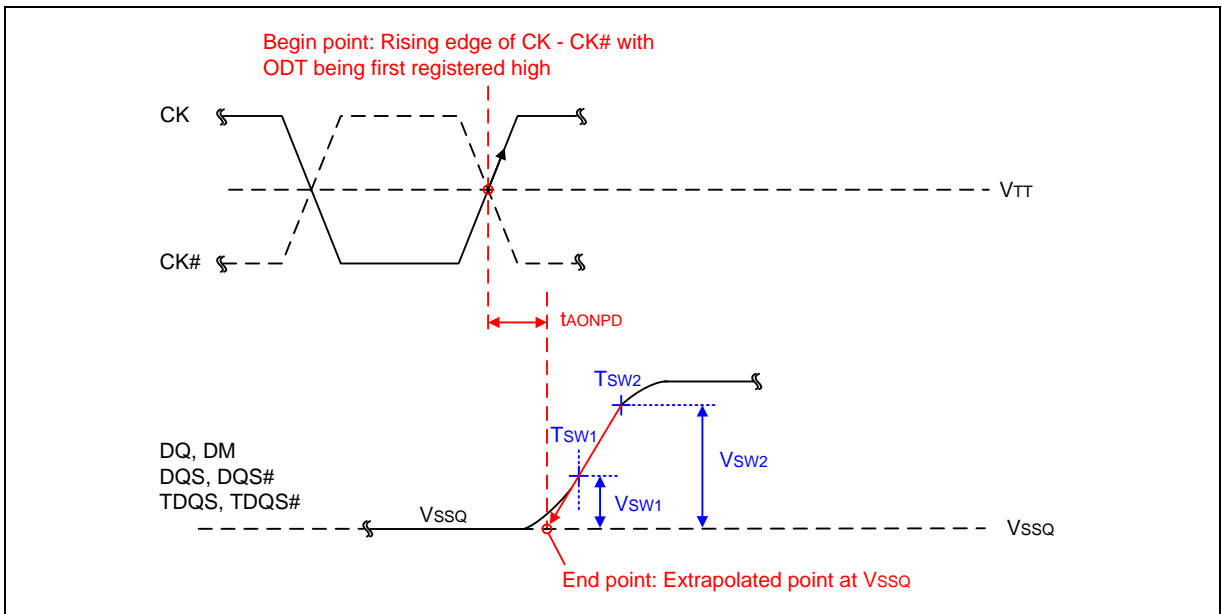 Begin point: Rising edge of CK - CK# with
ODT being first registered high
CK
VTT
CK#
tAONPD
TSW2
TSW1
DQ, DM
DQS, DQS#
TDQS, TDQS#
VSW2
VSW1
VSSQ
VSSQ
End point: Extrapolated point at VSSQ